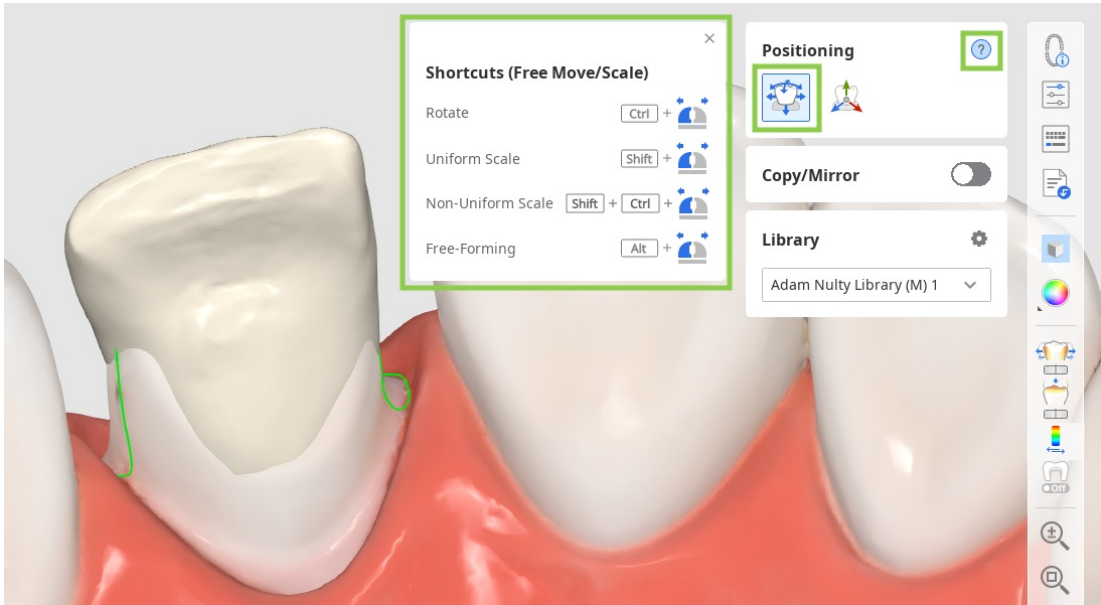 Shortcuts (Free Move/Scale)
Rotate Ctrl +
Uniform Scale Shift +
Non-Uniform Scale Shift + Ctrl +
Free-Forming Alt +
Positioning ?
Copy/Mirror
Library
Adam Nulty Library (M) 1
Off